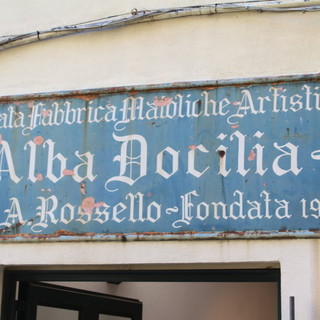 Fabbrica Maioliche Artisti
Alba Docilia -
A. Rossello - Fondata 19